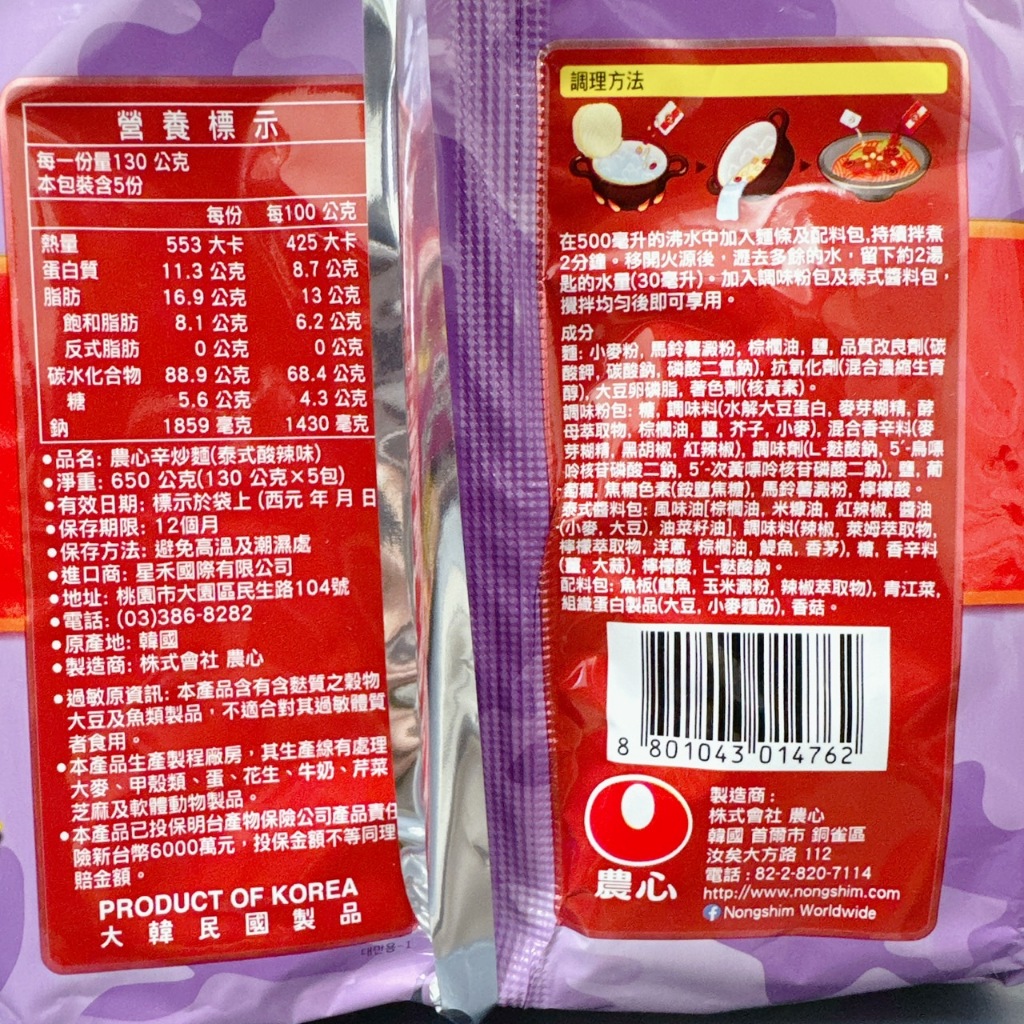 營養標示
每一份量130 公克
本包裝含5份
每份 每100 公克
熱量 553 大卡 425 大卡
蛋白質 11.3 公克 8.7 公克
脂肪 16.9 公克 13 公克
飽和脂肪 8.1 公克 6.2 公克
反式脂肪 0 公克 0 公克
碳水化合物 88.9 公克 68.4 公克
糖 5.6 公克 4.3 公克
鈉 1859 毫克 1430 毫克
•品名: 農心辛炒麵(泰式酸辣味)
•淨重: 650 公克(130 公克×5包)
•有效日期: 標示於袋上 (西元 年 月 日
•保存期限: 12個月
•保存方法: 避免高溫及潮濕處
•進口商: 星禾國際有限公司
•地址: 桃園市大園區民生路104號
•電話: (03)386-8282
•原產地: 韓國
•製造商: 株式會社 農心
•過敏原資訊: 本產品含有含麩質之穀物
大豆及魚類製品，不適合對其過敏體質
者食用。
•本產品生產製程廠房，其生產線有處理
大麥、甲殼類、蛋、花生、牛奶、芹菜
芝麻及軟體動物製品。
•本產品已投保明台產物保險公司產品責任
險新台幣6000萬元，投保金額不等同理
賠金額。
PRODUCT OF KOREA
大韓民國製品
대만용-1
調理方法
在500毫升的沸水中加入麵條及配料包,持續拌煮
2分鐘。移開火源後，瀝去多餘的水，留下約2湯
匙的水量(30毫升)。加入調味粉包及泰式醬料包，
攪拌均勻後即可享用。
成分
麵: 小麥粉, 馬鈴薯澱粉, 棕櫚油, 鹽, 品質改良劑(碳
酸鉀, 碳酸鈉, 磷酸二氫鈉), 抗氧化劑(混合濃縮生育
醇), 大豆卵磷脂, 著色劑(核黃素)。
調味粉包: 糖, 調味料(水解大豆蛋白, 麥芽糊精, 酵
母萃取物, 棕櫚油, 鹽, 芥子, 小麥), 混合香辛料(麥
芽糊精, 黑胡椒, 紅辣椒), 調味劑(L-麩酸鈉, 5´-鳥嘌
呤核苷磷酸二鈉, 5´-次黃嘌呤核苷磷酸二鈉), 鹽, 葡
萄糖, 焦糖色素(銨鹽焦糖), 馬鈴薯澱粉, 檸檬酸。
泰式醬料包: 風味油[棕櫚油, 米糠油, 紅辣椒, 醬油
(小麥, 大豆), 油菜籽油], 調味料(辣椒, 萊姆萃取物,
檸檬萃取物, 洋蔥, 棕櫚油, 鯷魚, 香茅), 糖, 香辛料
(薑, 大蒜), 檸檬酸, L-麩酸鈉。
配料包: 魚板(鱈魚, 玉米澱粉, 辣椒萃取物), 青江菜,
組織蛋白製品(大豆, 小麥麵筋), 香菇。
8 801043 014762
農心
製造商：
株式會社 農心
韓國 首爾市 銅雀區
汝矣大方路 112
電話 : 82-2-820-7114
http://www.nongshim.com
f Nongshim Worldwide